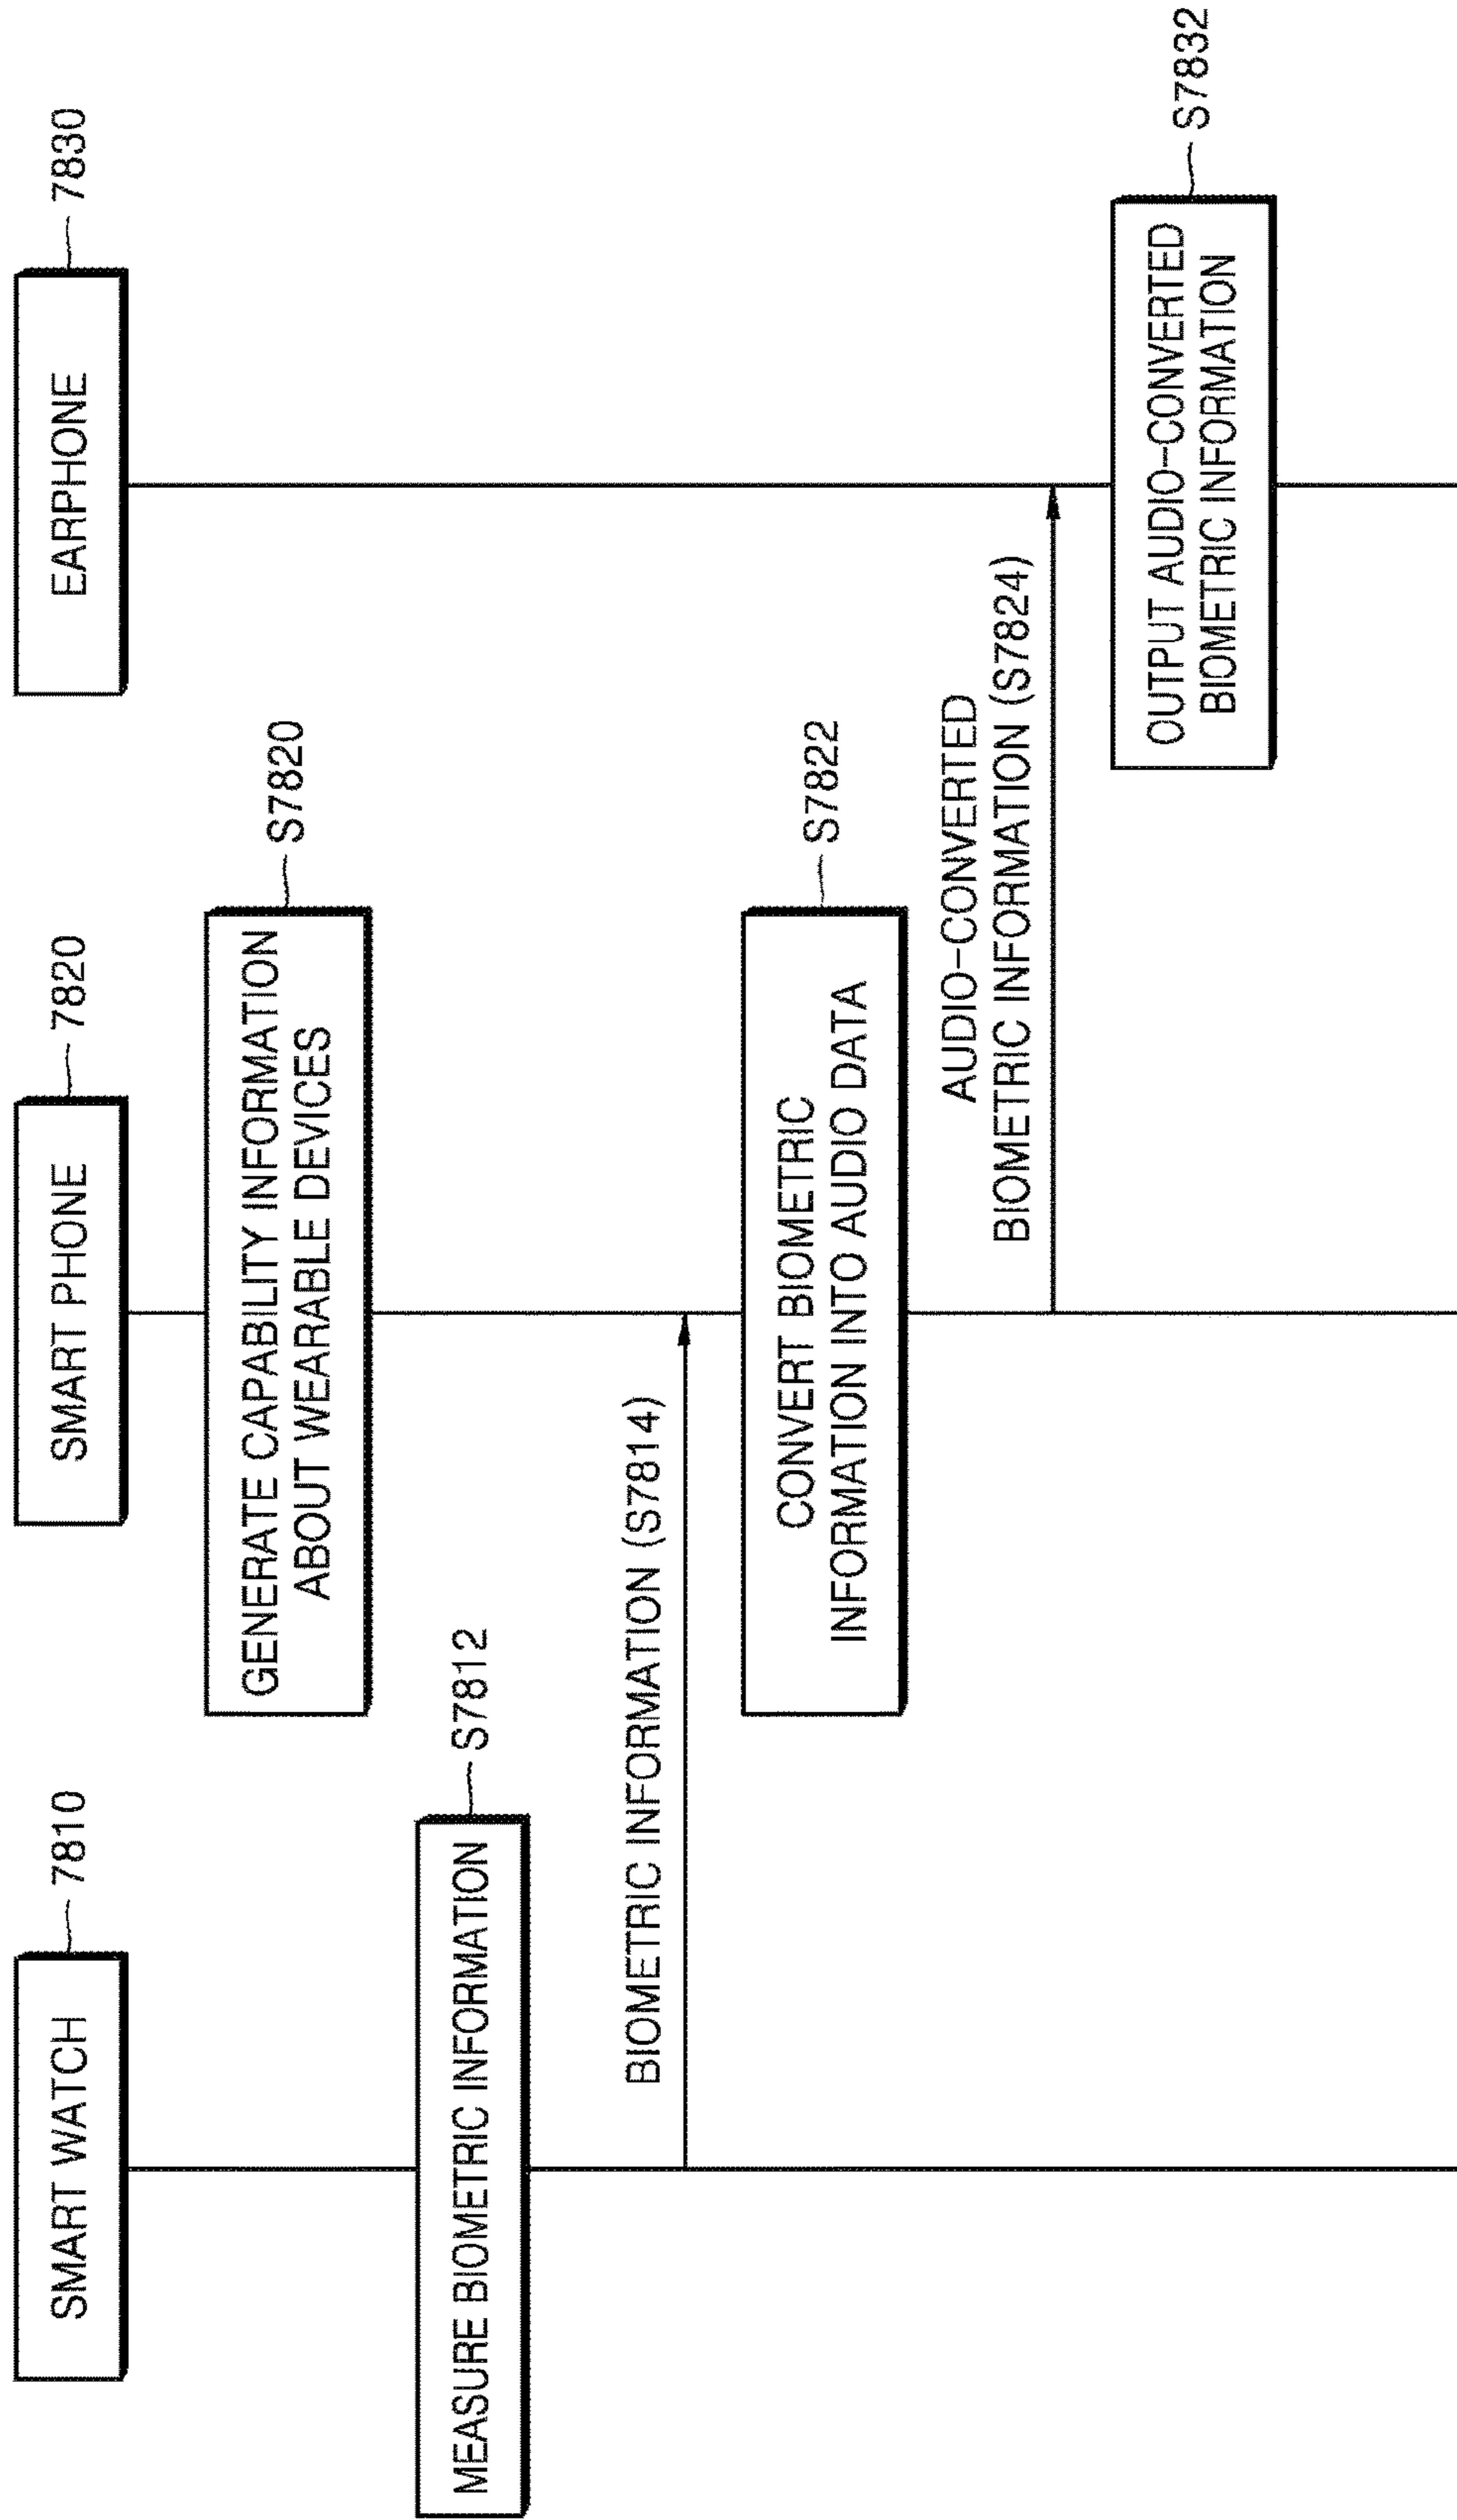 SMART WATCH
7810
SMART PHONE
7820
EARPHONE
7830
GENERATE CAPABILITY INFORMATION
ABOUT WEARABLE DEVICES
S7820
MEASURE BIOMETRIC INFORMATION
S7812
BIOMETRIC INFORMATION (S7814)
CONVERT BIOMETRIC
INFORMATION INTO AUDIO DATA
S7822
AUDIO-CONVERTED
BIOMETRIC INFORMATION (S7824)
OUTPUT AUDIO-CONVERTED
BIOMETRIC INFORMATION
S7832